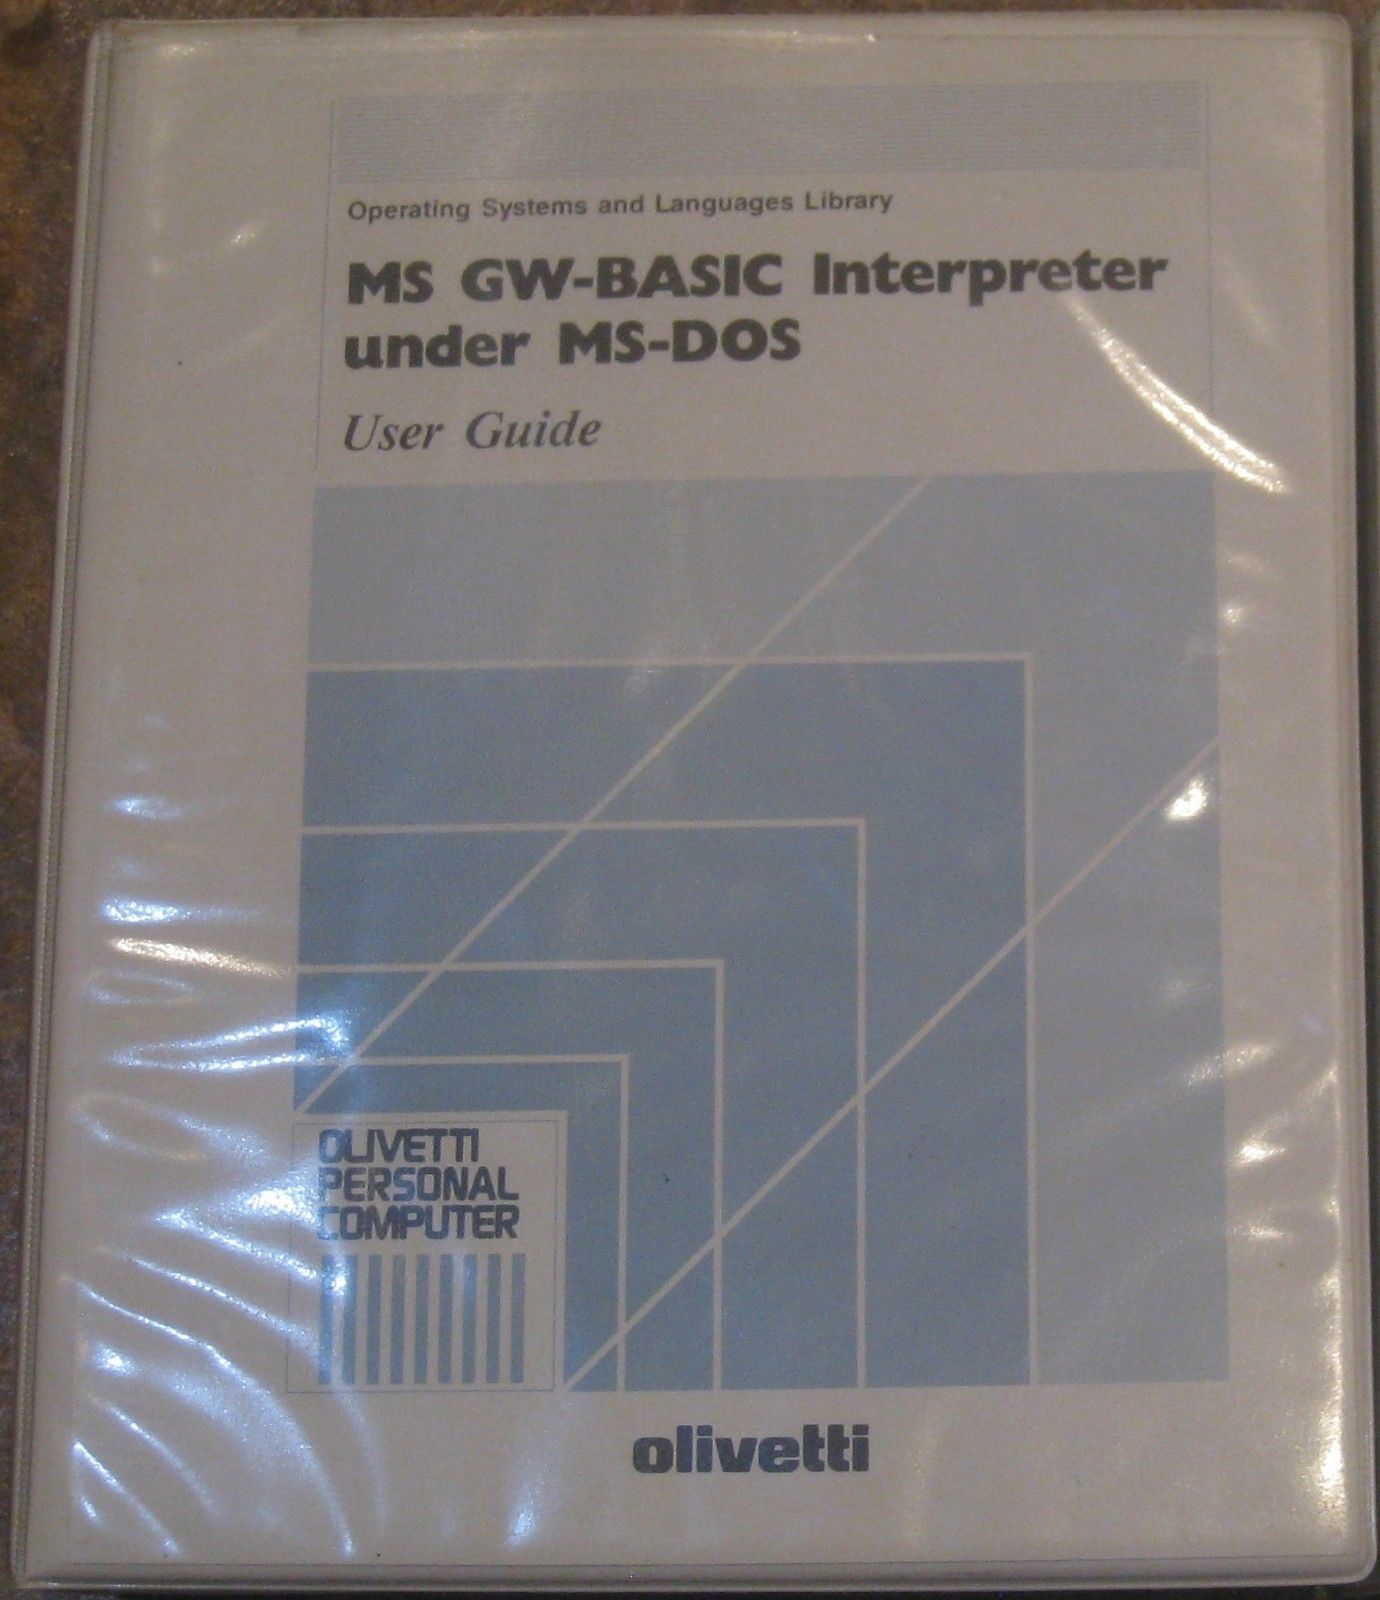 Operating Systems and Languages Library
MS GW-BASIC Interpreter
under MS-DOS
User Guide
OLIVETTI
PERSONAL
COMPUTER
olivetti